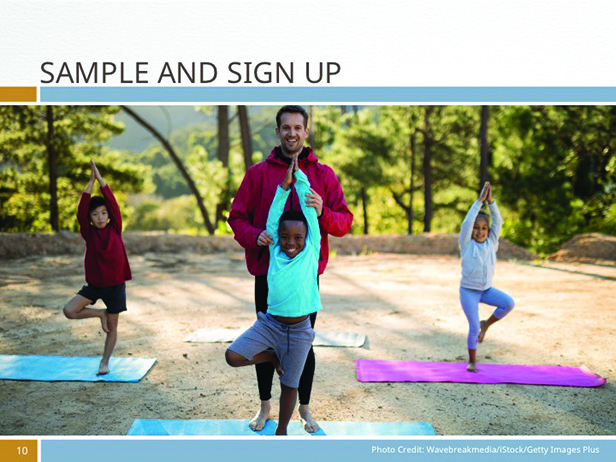 SAMPLE AND SIGN UP
10
Photo Credit: Wavebreakmedia/iStock/Getty Images Plus